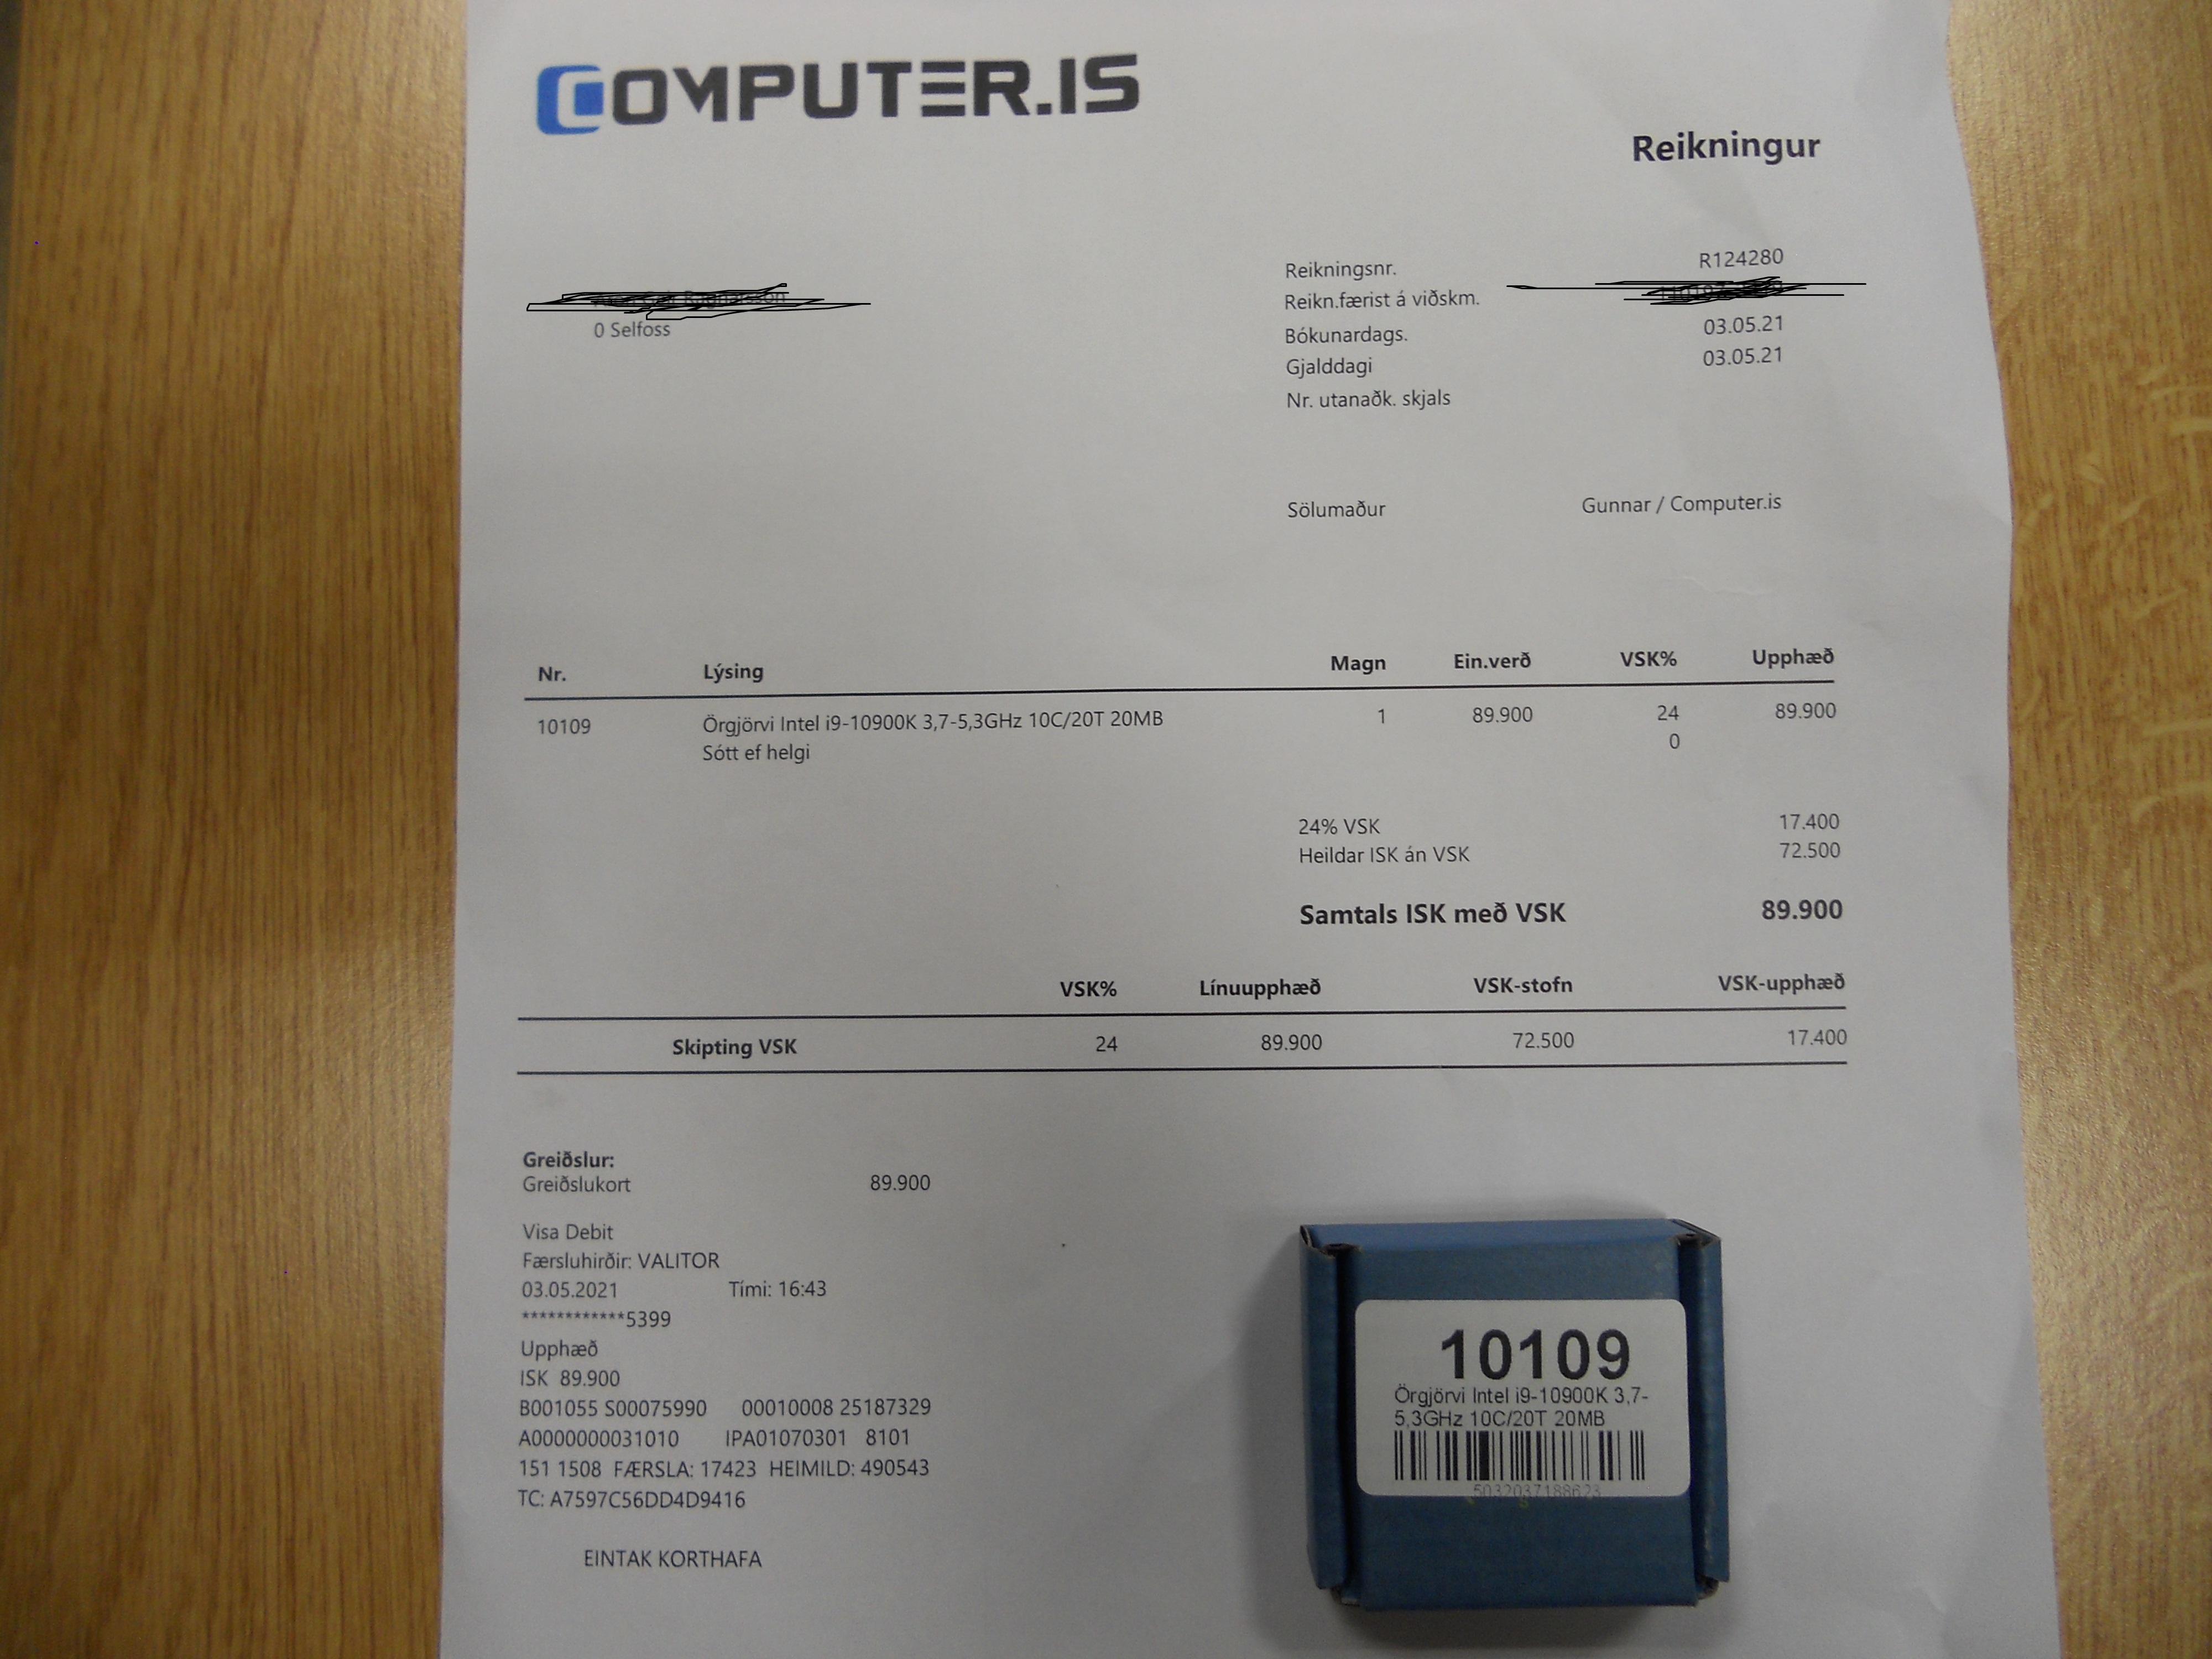 COMPUTER.IS
Reikningur
0 Selfoss
Reikningsnr. R124280
Reikn.færist á viðskm.
Bókunardags. 03.05.21
Gjalddagi 03.05.21
Nr. utanaðk. skjals
Sölumaður Gunnar / Computer.is
Nr. Lýsing Magn Ein.verð VSK% Upphæð
10109 Örgjörvi Intel i9-10900K 3,7-5,3GHz 10C/20T 20MB 1 89.900 24 89.900
Sótt ef helgi 0
24% VSK 17.400
Heildar ISK án VSK 72.500
Samtals ISK með VSK 89.900
VSK% Línuupphæð VSK-stofn VSK-upphæð
Skipting VSK 24 89.900 72.500 17.400
Greiðslur:
Greiðslukort 89.900
Visa Debit
Færsluhirðir: VALITOR
03.05.2021 Tími: 16:43
************5399
Upphæð
ISK 89.900
B001055 S00075990 00010008 25187329
A0000000031010 IPA01070301 8101
151 1508 FÆRSLA: 17423 HEIMILD: 490543
TC: A7597C56DD4D9416
EINTAK KORTHAFA
10109
Örgjörvi Intel i9-10900K 3,7-
5,3GHz 10C/20T 20MB
5032037188623